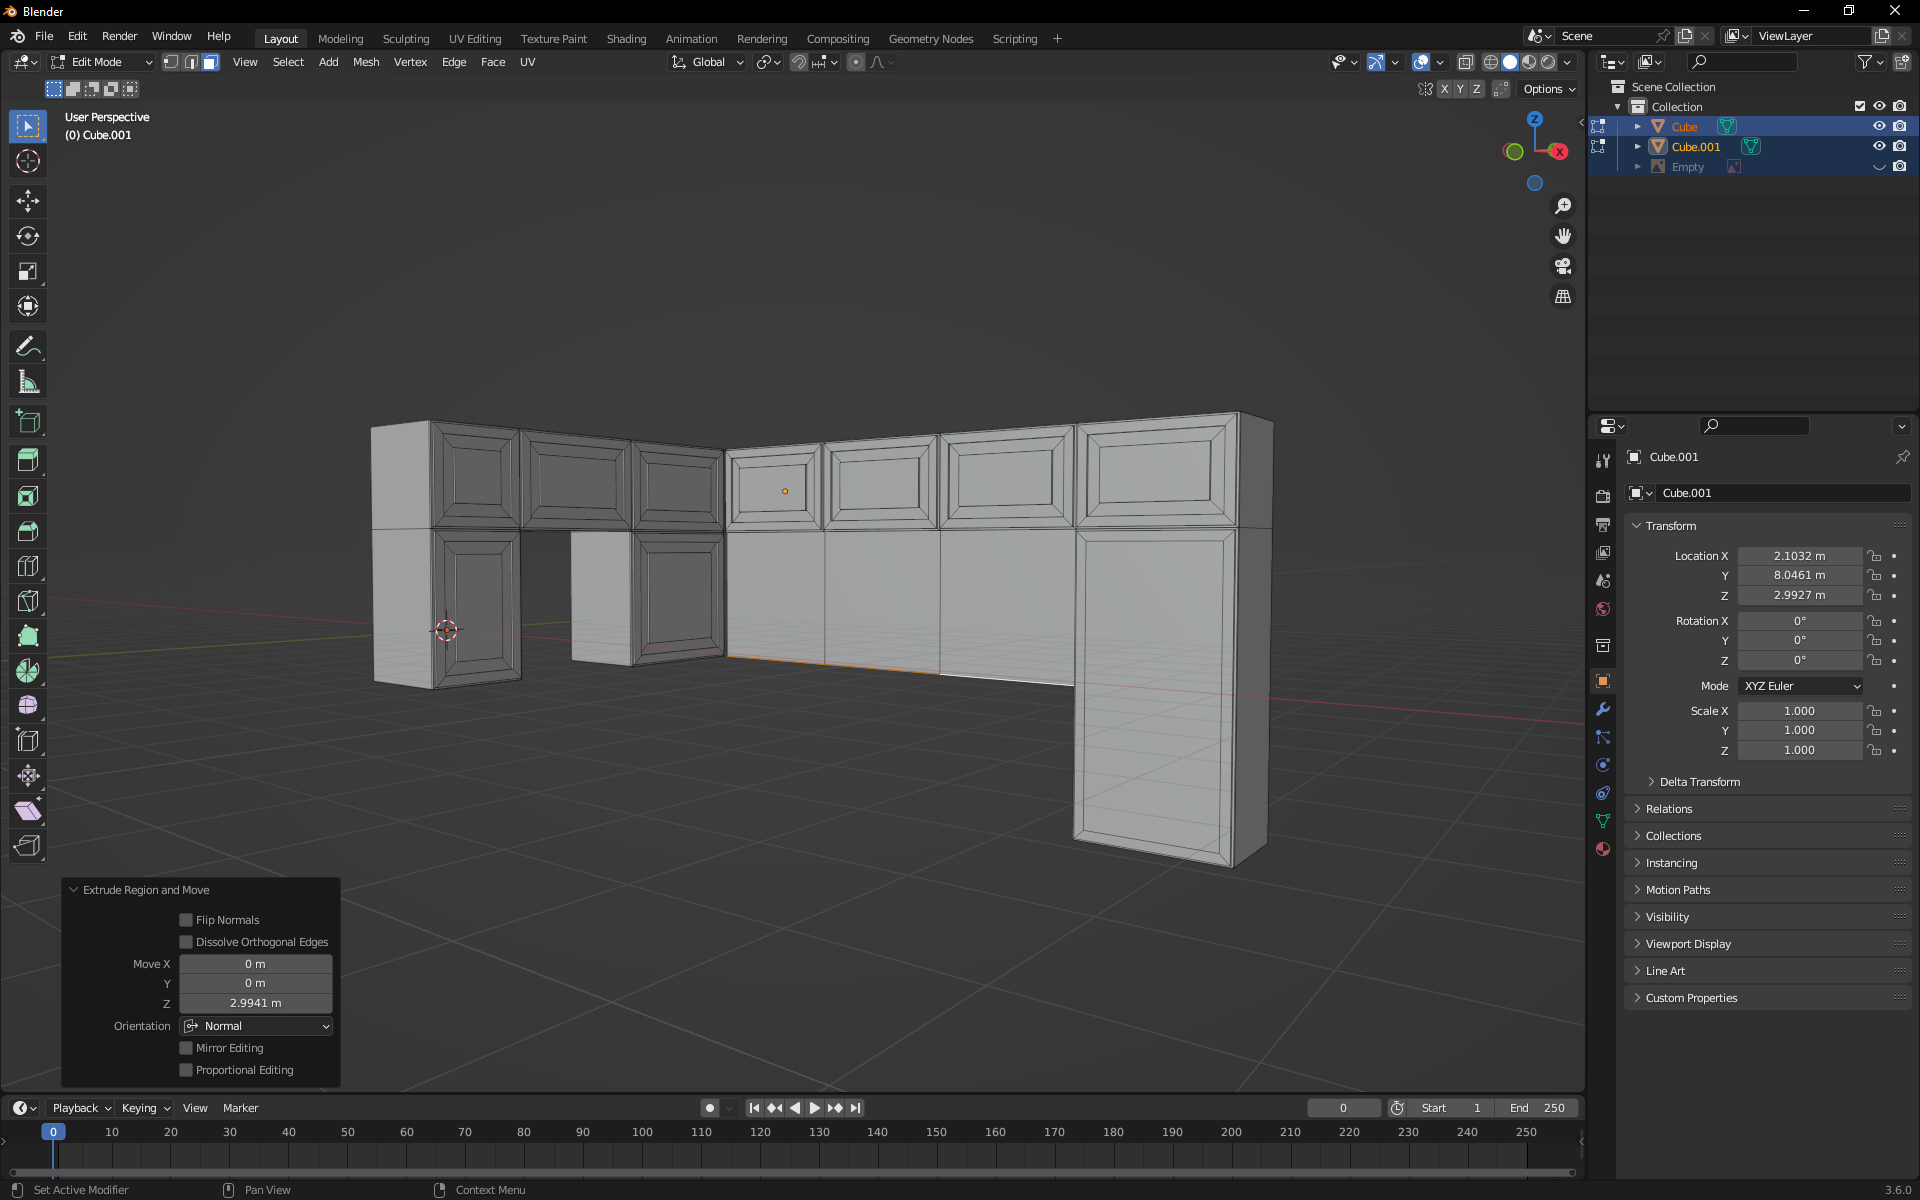 Blender
File Edit Render Window Help
Layout Modeling Sculpting UV Editing Texture Paint Shading Animation Rendering Compositing Geometry Nodes Scripting +
Scene
ViewLayer
Edit Mode
View Select Add Mesh Vertex Edge Face UV
Global
X Y Z
Options
User Perspective
(0) Cube.001
Z
X
Scene Collection
Collection
Cube
Cube.001
Empty
Cube.001
Cube.001
Transform
Location X 2.1032 m
Y 8.0461 m
Z 2.9927 m
Rotation X 0°
Y 0°
Z 0°
Mode XYZ Euler
Scale X 1.000
Y 1.000
Z 1.000
Delta Transform
Relations
Collections
Instancing
Motion Paths
Visibility
Viewport Display
Line Art
Custom Properties
Extrude Region and Move
Flip Normals
Dissolve Orthogonal Edges
Move X 0 m
Y 0 m
Z 2.9941 m
Orientation Normal
Mirror Editing
Proportional Editing
Playback Keying View Marker
0
Start 1
End 250
0 10 20 30 40 50 60 70 80 90 100 110 120 130 140 150 160 170 180 190 200 210 220 230 240 250
Set Active Modifier
Pan View
Context Menu
3.6.0